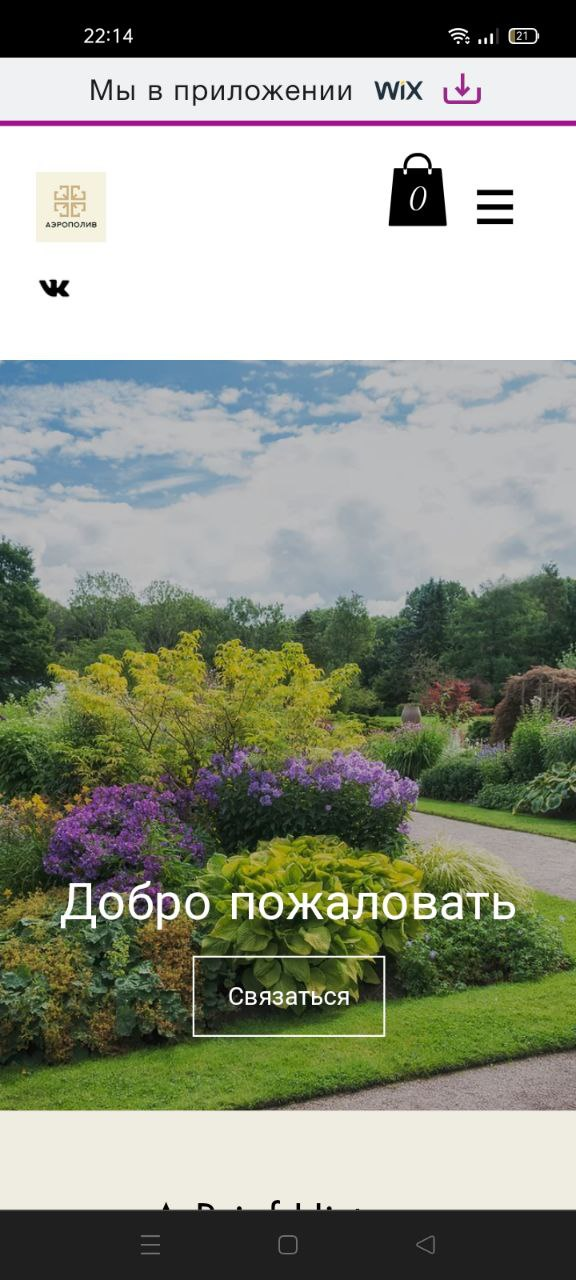 22:14
21
Мы в приложении WiX
0
АЭРОПОЛИВ
Добро пожаловать
Связаться